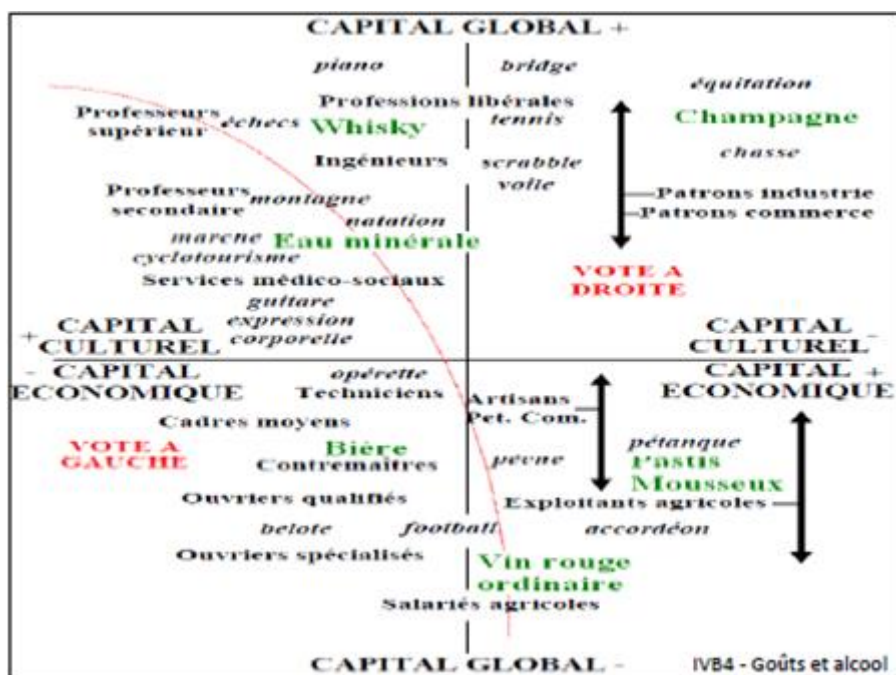 CAPITAL GLOBAL +
piano
bridge
équitation
Professions libérales
Professeurs
supérieur
échecs
Whisky
tennis
Champagne
Ingénieurs
scrabble
voile
chasse
Professeurs
secondaire
montagne
Patrons industrie
Patrons commerce
natation
marche
Eau minérale
cyclotourisme
Services médico-sociaux
VOTE A
DROITE
guitare
expression
corporelle
+ CAPITAL
CULTUREL
CAPITAL -
CULTUREL
- CAPITAL
ECONOMIQUE
CAPITAL +
ECONOMIQUE
opérette
Techniciens
Artisans
Pet. Com.
Cadres moyens
VOTE A
GAUCHE
Bière
Contremaîtres
pêche
pétanque
Pastis
Mousseux
Ouvriers qualifiés
Exploitants agricoles
belote
football
accordéon
Ouvriers spécialisés
Vin rouge
ordinaire
Salariés agricoles
CAPITAL GLOBAL -
IVB4 - Goûts et alcool